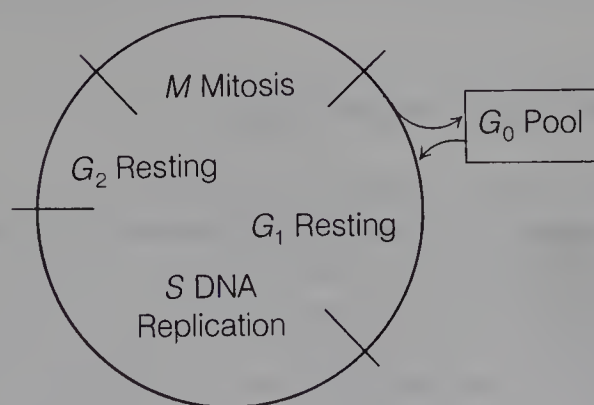 M Mitosis
G₀ Pool
G₂ Resting
G₁ Resting
S DNA
Replication